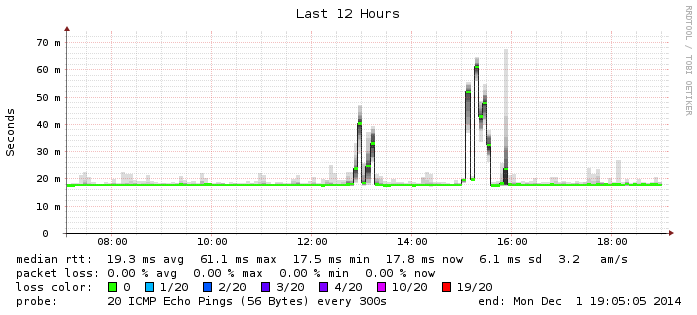 Last 12 Hours
RRDTOOL / TOBI OETIKER
Seconds
70 m
60 m
50 m
40 m
30 m
20 m
10 m
0
08:00 10:00 12:00 14:00 16:00 18:00
median rtt: 19.3 ms avg 61.1 ms max 17.5 ms min 17.8 ms now 6.1 ms sd 3.2 am/s
packet loss: 0.00 % avg 0.00 % max 0.00 % min 0.00 % now
loss color: 0 1/20 2/20 3/20 4/20 10/20 19/20
probe: 20 ICMP Echo Pings (56 Bytes) every 300s end: Mon Dec 1 19:05:05 2014